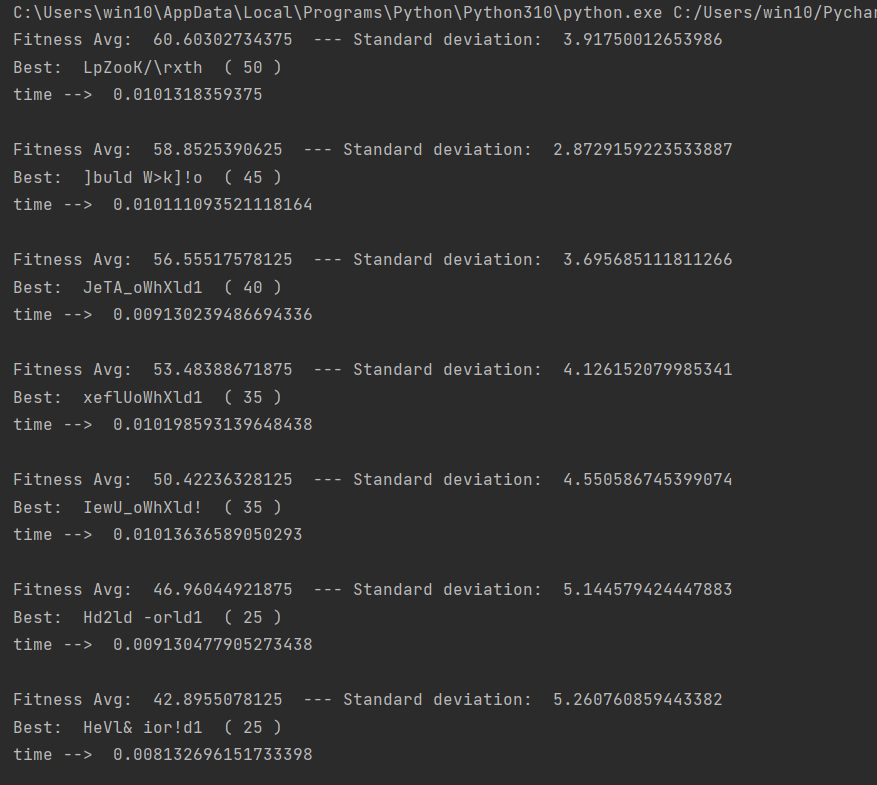 C:\Users\win10\AppData\Local\Programs\Python\Python310\python.exe C:/Users/win10/Pychar
Fitness Avg:  60.60302734375  --- Standard deviation:  3.91750012653986
Best:  LpZooK/\rxth  ( 50 )
time -->  0.0101318359375
Fitness Avg:  58.8525390625  --- Standard deviation:  2.8729159223533887
Best:  ]buld W>k]!o  ( 45 )
time -->  0.010111093521118164
Fitness Avg:  56.55517578125  --- Standard deviation:  3.695685111811266
Best:  JeTA_oWhXld1  ( 40 )
time -->  0.009130239486694336
Fitness Avg:  53.48388671875  --- Standard deviation:  4.126152079985341
Best:  xeflUoWhXld1  ( 35 )
time -->  0.010198593139648438
Fitness Avg:  50.42236328125  --- Standard deviation:  4.550586745399074
Best:  IewU_oWhXld!  ( 35 )
time -->  0.01013636589050293
Fitness Avg:  46.96044921875  --- Standard deviation:  5.144579424447883
Best:  Hd2ld -orld1  ( 25 )
time -->  0.009130477905273438
Fitness Avg:  42.8955078125  --- Standard deviation:  5.260760859443382
Best:  HeVl& ior!d1  ( 25 )
time -->  0.008132696151733398